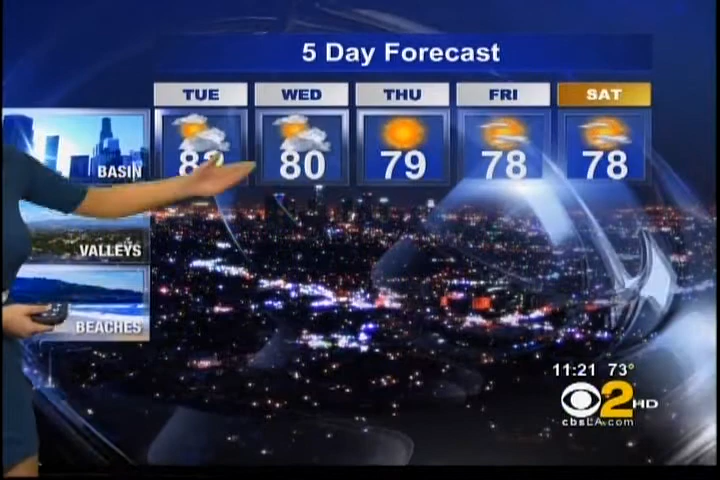 5 Day Forecast
TUE WED THU FRI SAT
BASIN 80 79 78 78
VALLEYS
BEACHES
11:21 73°
2 HD
cbsLA.com